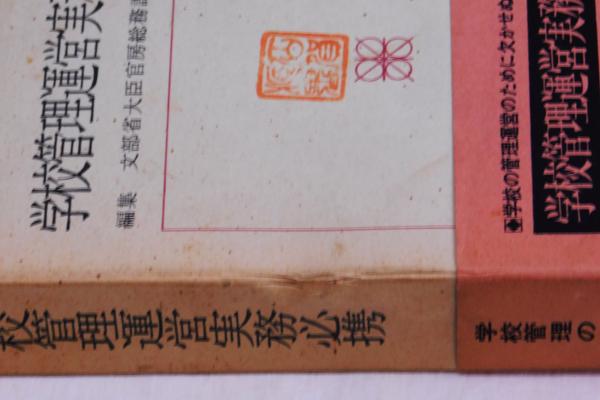 学校管理運営実
編集 文部省大臣官房総務課
◆学校の管理運営のために欠かせぬ
学校管理運営実務
校管理運営実務必携
学校管理の